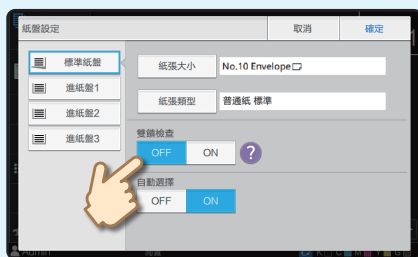 紙盤設定
取消
確定
標準紙盤
進紙盤1
進紙盤2
進紙盤3
紙張大小
No.10 Envelope
紙張類型
普通紙 標準
雙饋檢查
OFF
ON
?
自動選擇
OFF
ON
Admin
K
C
M
Y